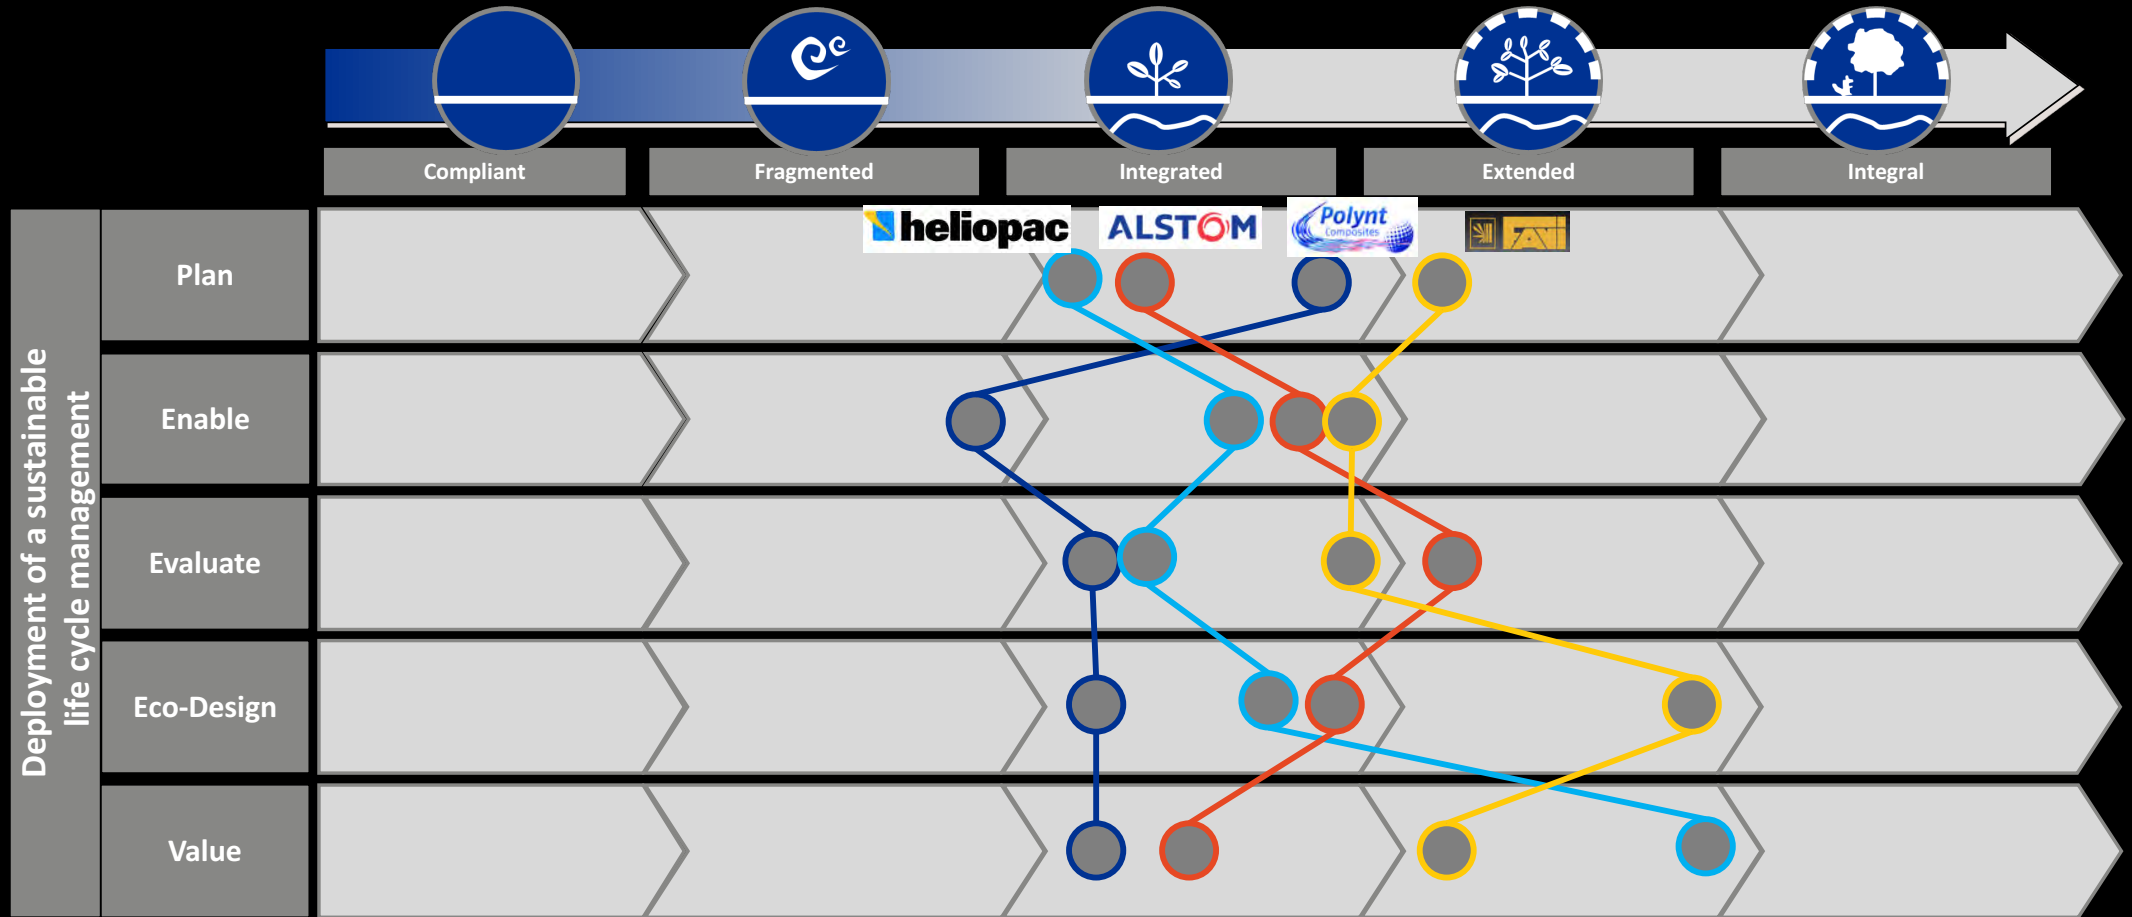 Compliant
Fragmented
Integrated
Extended
Integral
heliopac
ALSTOM
Polynt
Composites
FANI
Deployment of a sustainable
life cycle management
Plan
Enable
Evaluate
Eco-Design
Value